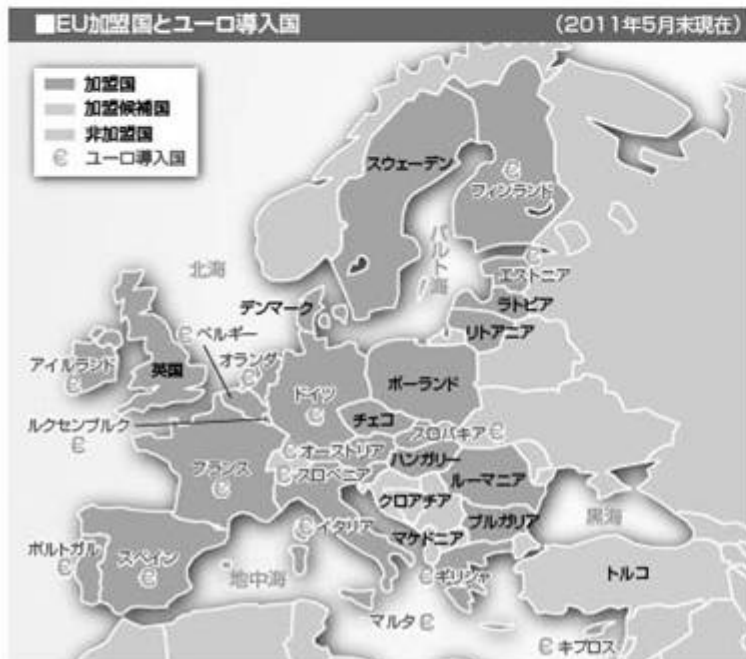 ■EU加盟国とユーロ導入国
（2011年5月末現在）
加盟国
加盟候補国
非加盟国
€ ユーロ導入国
スウェーデン
€
フィンランド
バルト海
€
エストニア
北海
ラトビア
デンマーク
リトアニア
€ ベルギー
オランダ €
アイルランド
€
英国
ドイツ
€
ポーランド
ルクセンブルク
€
チェコ
スロバキア €
€ オーストリア
ハンガリー
フランス
€
€ スロベニア
ルーマニア
クロアチア
€ イタリア
ブルガリア
黒海
マケドニア
ポルトガル
€
スペイン
€
地中海
€ ギリシャ
トルコ
マルタ €
€ キプロス